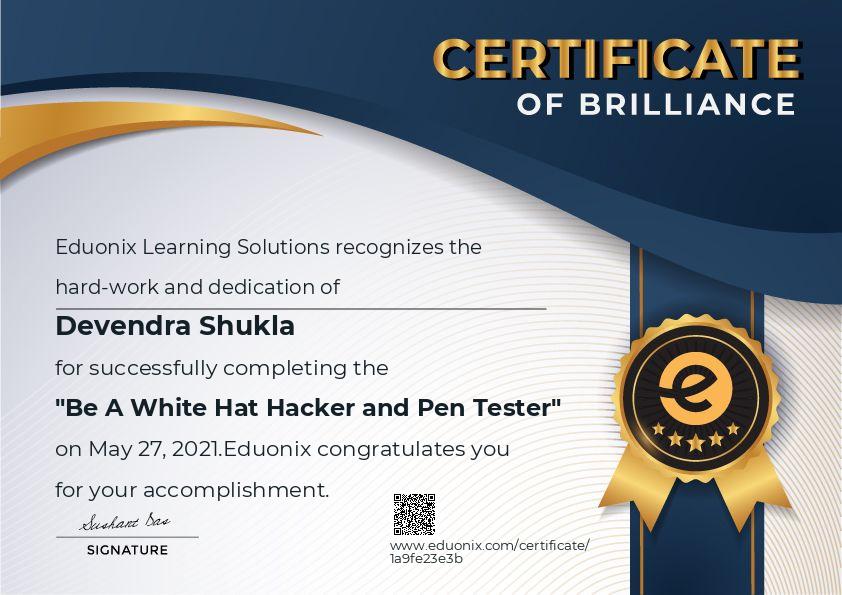 CERTIFICATE
OF BRILLIANCE
Eduonix Learning Solutions recognizes the
hard-work and dedication of
Devendra Shukla
for successfully completing the
"Be A White Hat Hacker and Pen Tester"
on May 27, 2021.Eduonix congratulates you
for your accomplishment.
Sushant Das
SIGNATURE
www.eduonix.com/certificate/
1a9fe23e3b
e